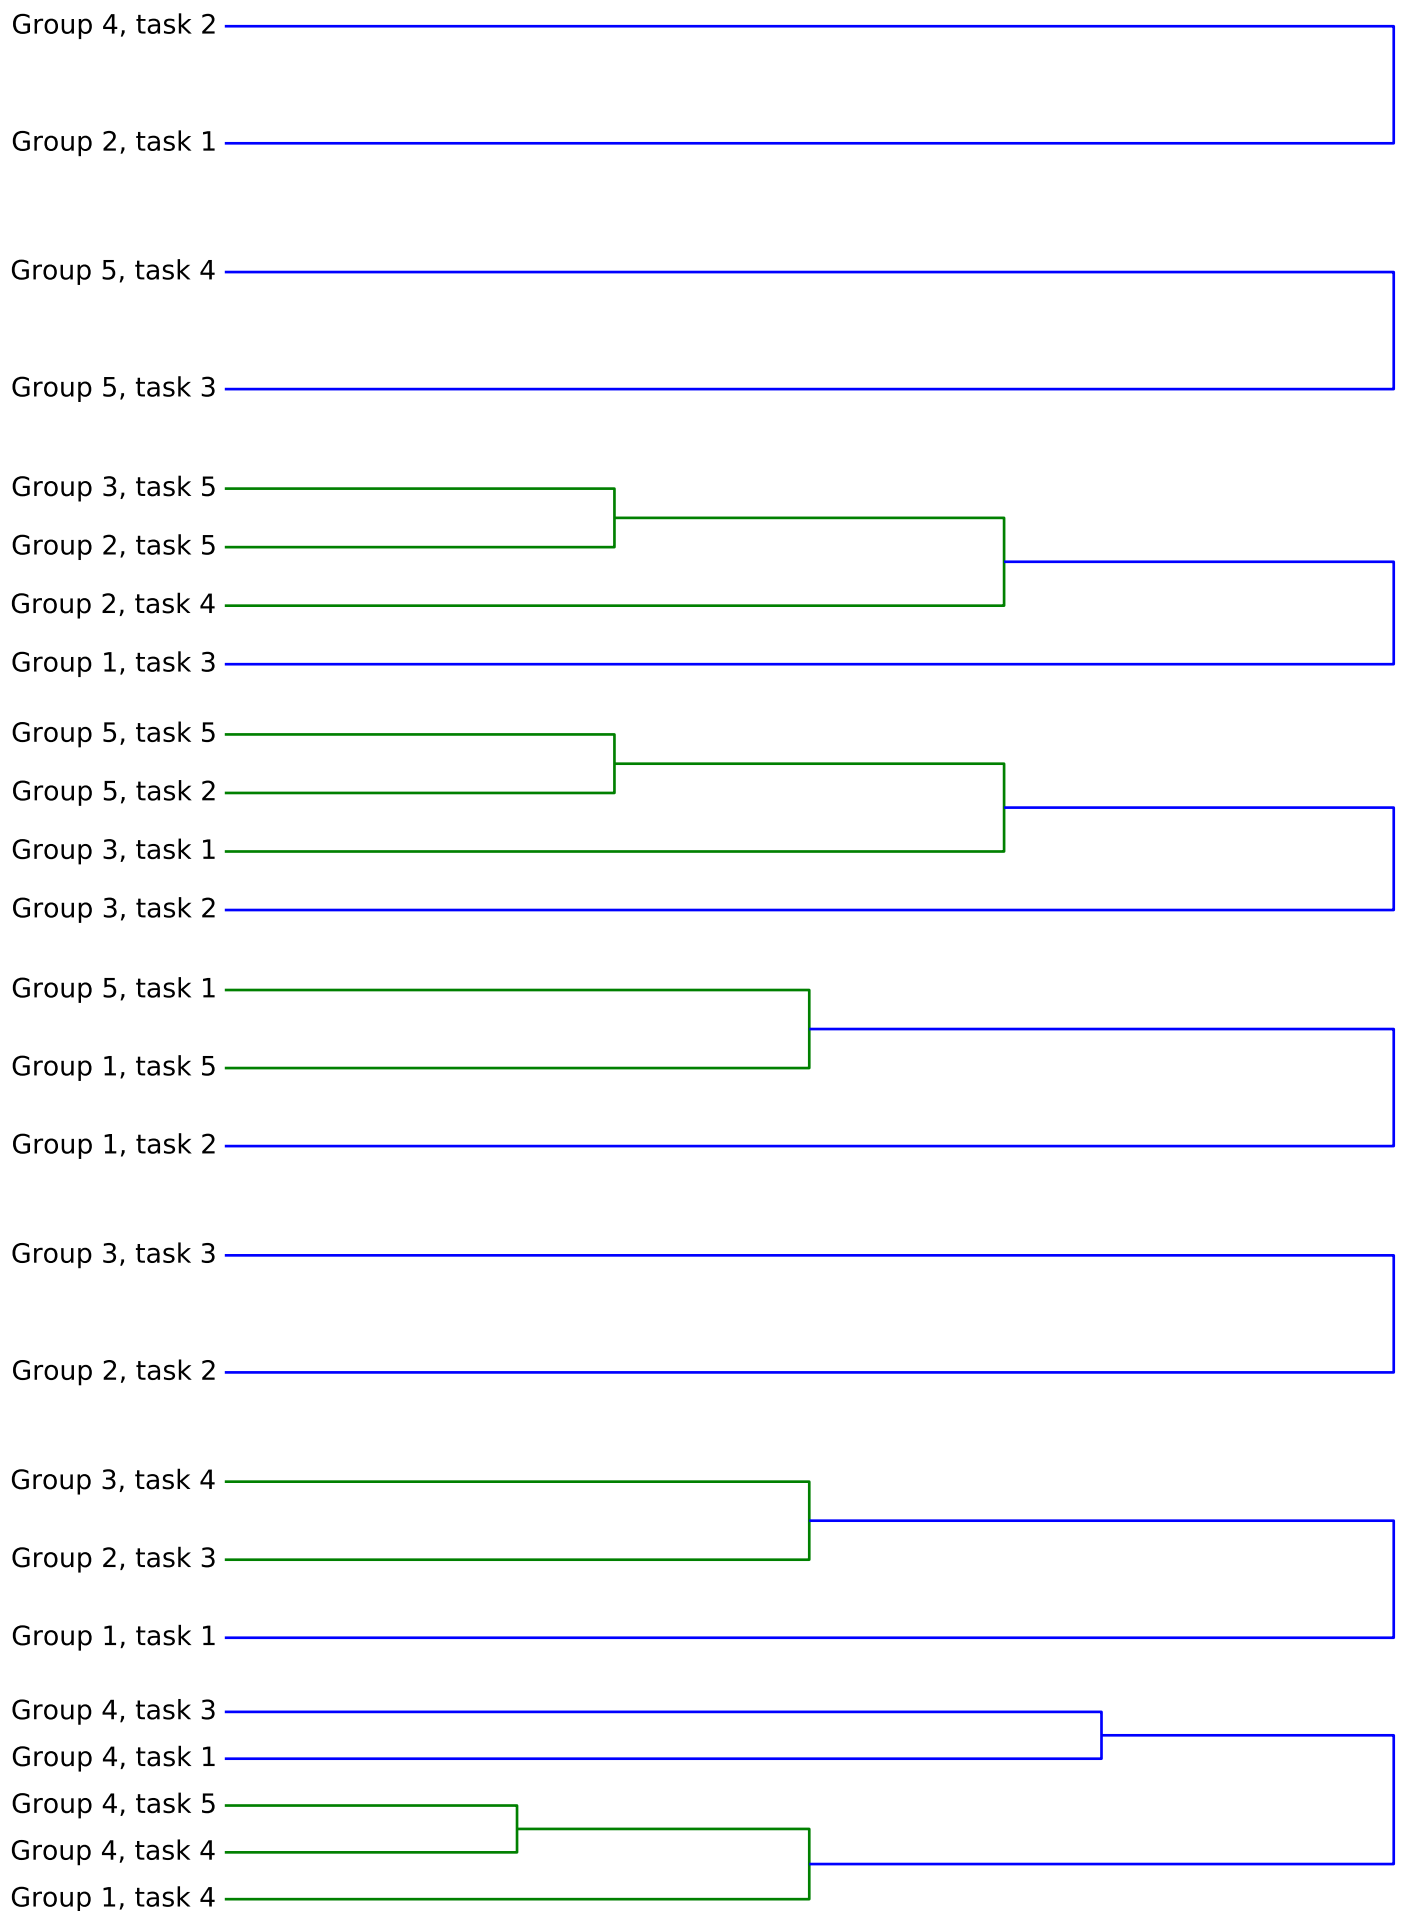 Group 4, task 2
Group 2, task 1
Group 5, task 4
Group 5, task 3
Group 3, task 5
Group 2, task 5
Group 2, task 4
Group 1, task 3
Group 5, task 5
Group 5, task 2
Group 3, task 1
Group 3, task 2
Group 5, task 1
Group 1, task 5
Group 1, task 2
Group 3, task 3
Group 2, task 2
Group 3, task 4
Group 2, task 3
Group 1, task 1
Group 4, task 3
Group 4, task 1
Group 4, task 5
Group 4, task 4
Group 1, task 4